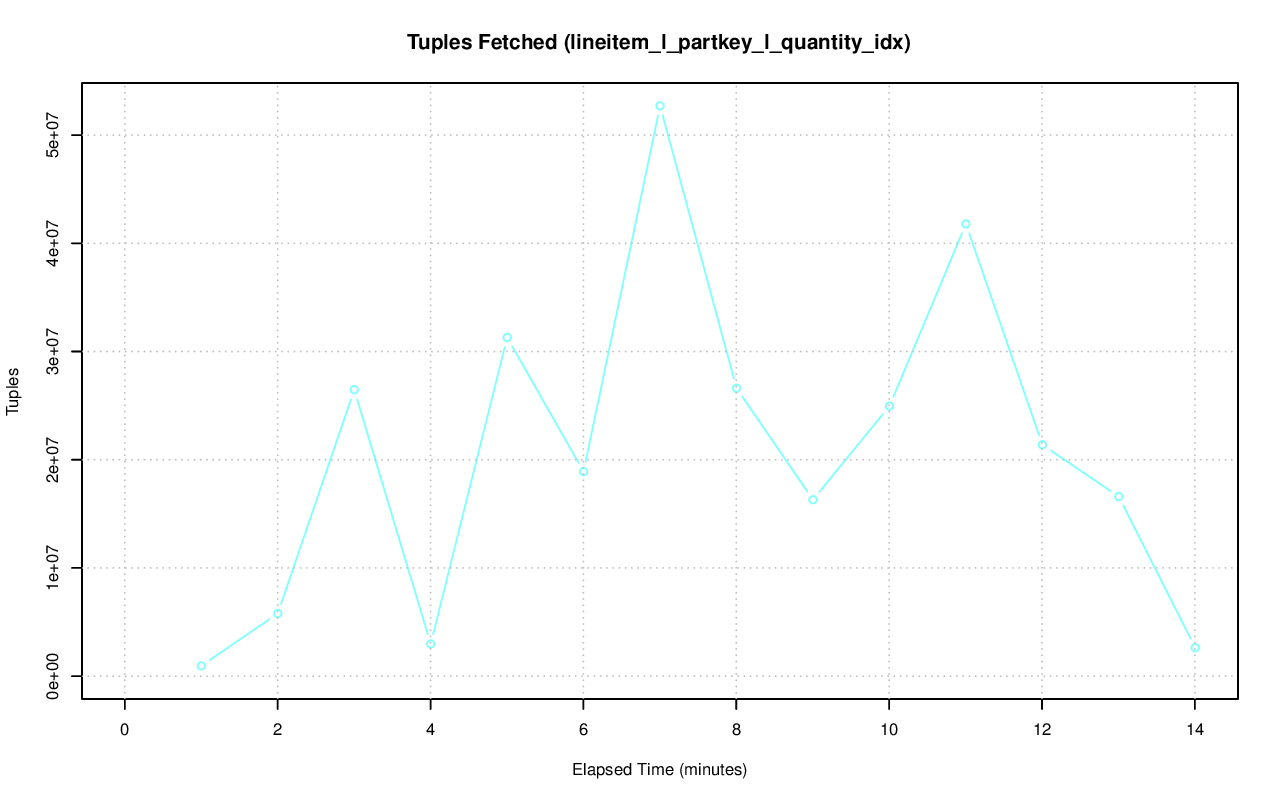 Tuples Fetched (lineitem_l_partkey_l_quantity_idx)
5e+07
4e+07
3e+07
2e+07
1e+07
0e+00
Tuples
0 2 4 6 8 10 12 14
Elapsed Time (minutes)